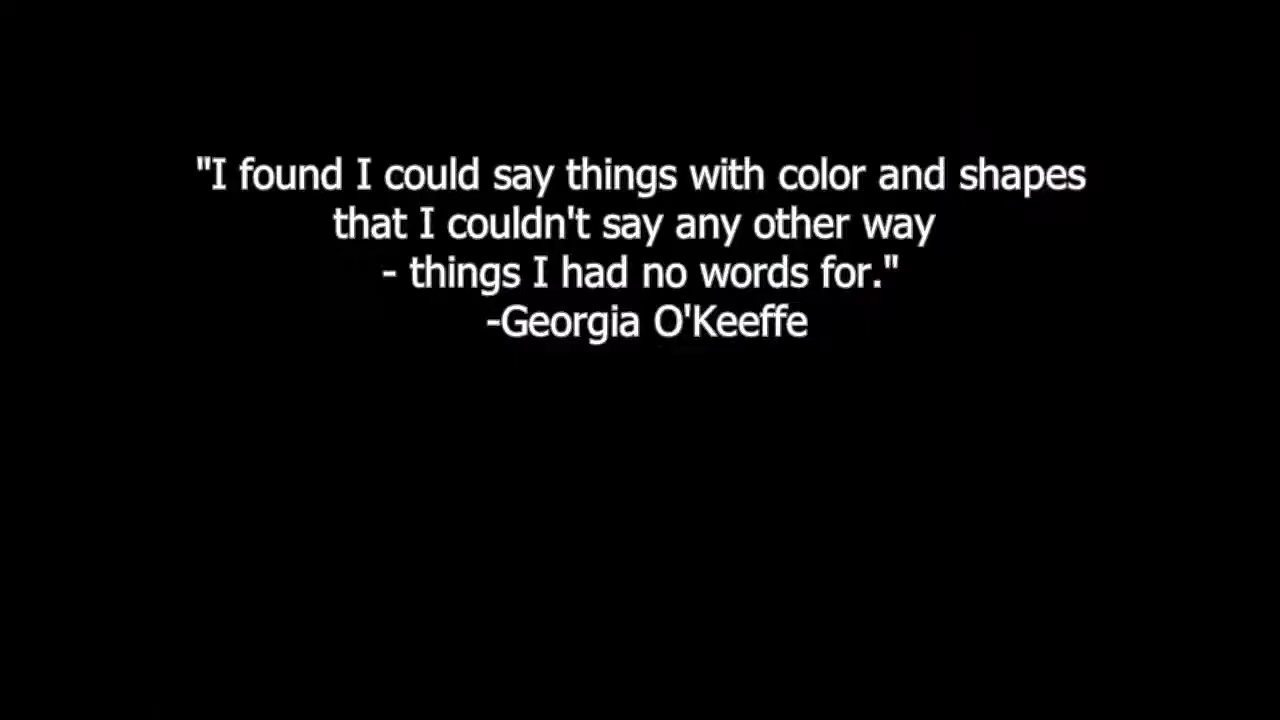 "I found I could say things with color and shapes
that I couldn't say any other way
- things I had no words for."
-Georgia O'Keeffe